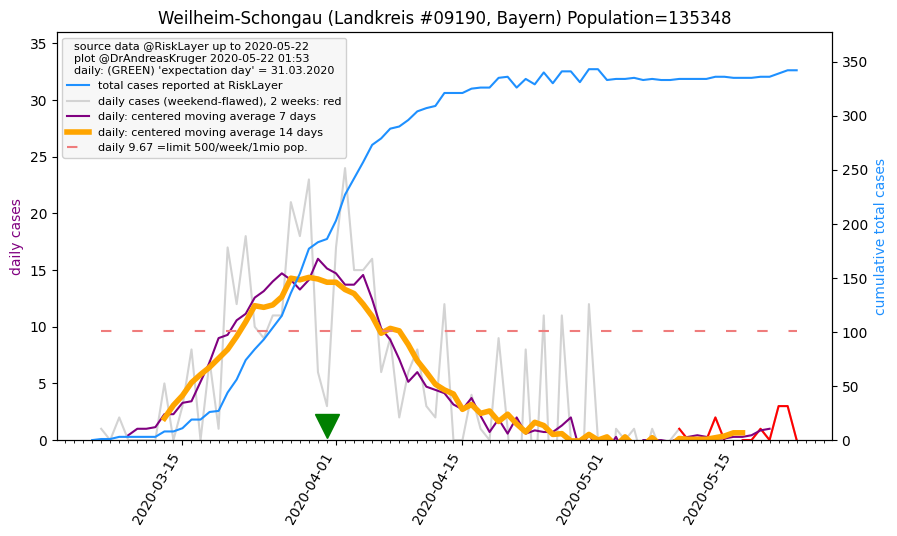 Weilheim-Schongau (Landkreis #09190, Bayern) Population=135348
source data @RiskLayer up to 2020-05-22
plot @DrAndreasKruger 2020-05-22 01:53
daily: (GREEN) 'expectation day' = 31.03.2020
total cases reported at RiskLayer
daily cases (weekend-flawed), 2 weeks: red
daily: centered moving average 7 days
daily: centered moving average 14 days
daily 9.67 =limit 500/week/1mio pop.
daily cases
35
30
25
20
15
10
5
0
cumulative total cases
350
300
250
200
150
100
50
0
2020-03-15
2020-04-01
2020-04-15
2020-05-01
2020-05-15